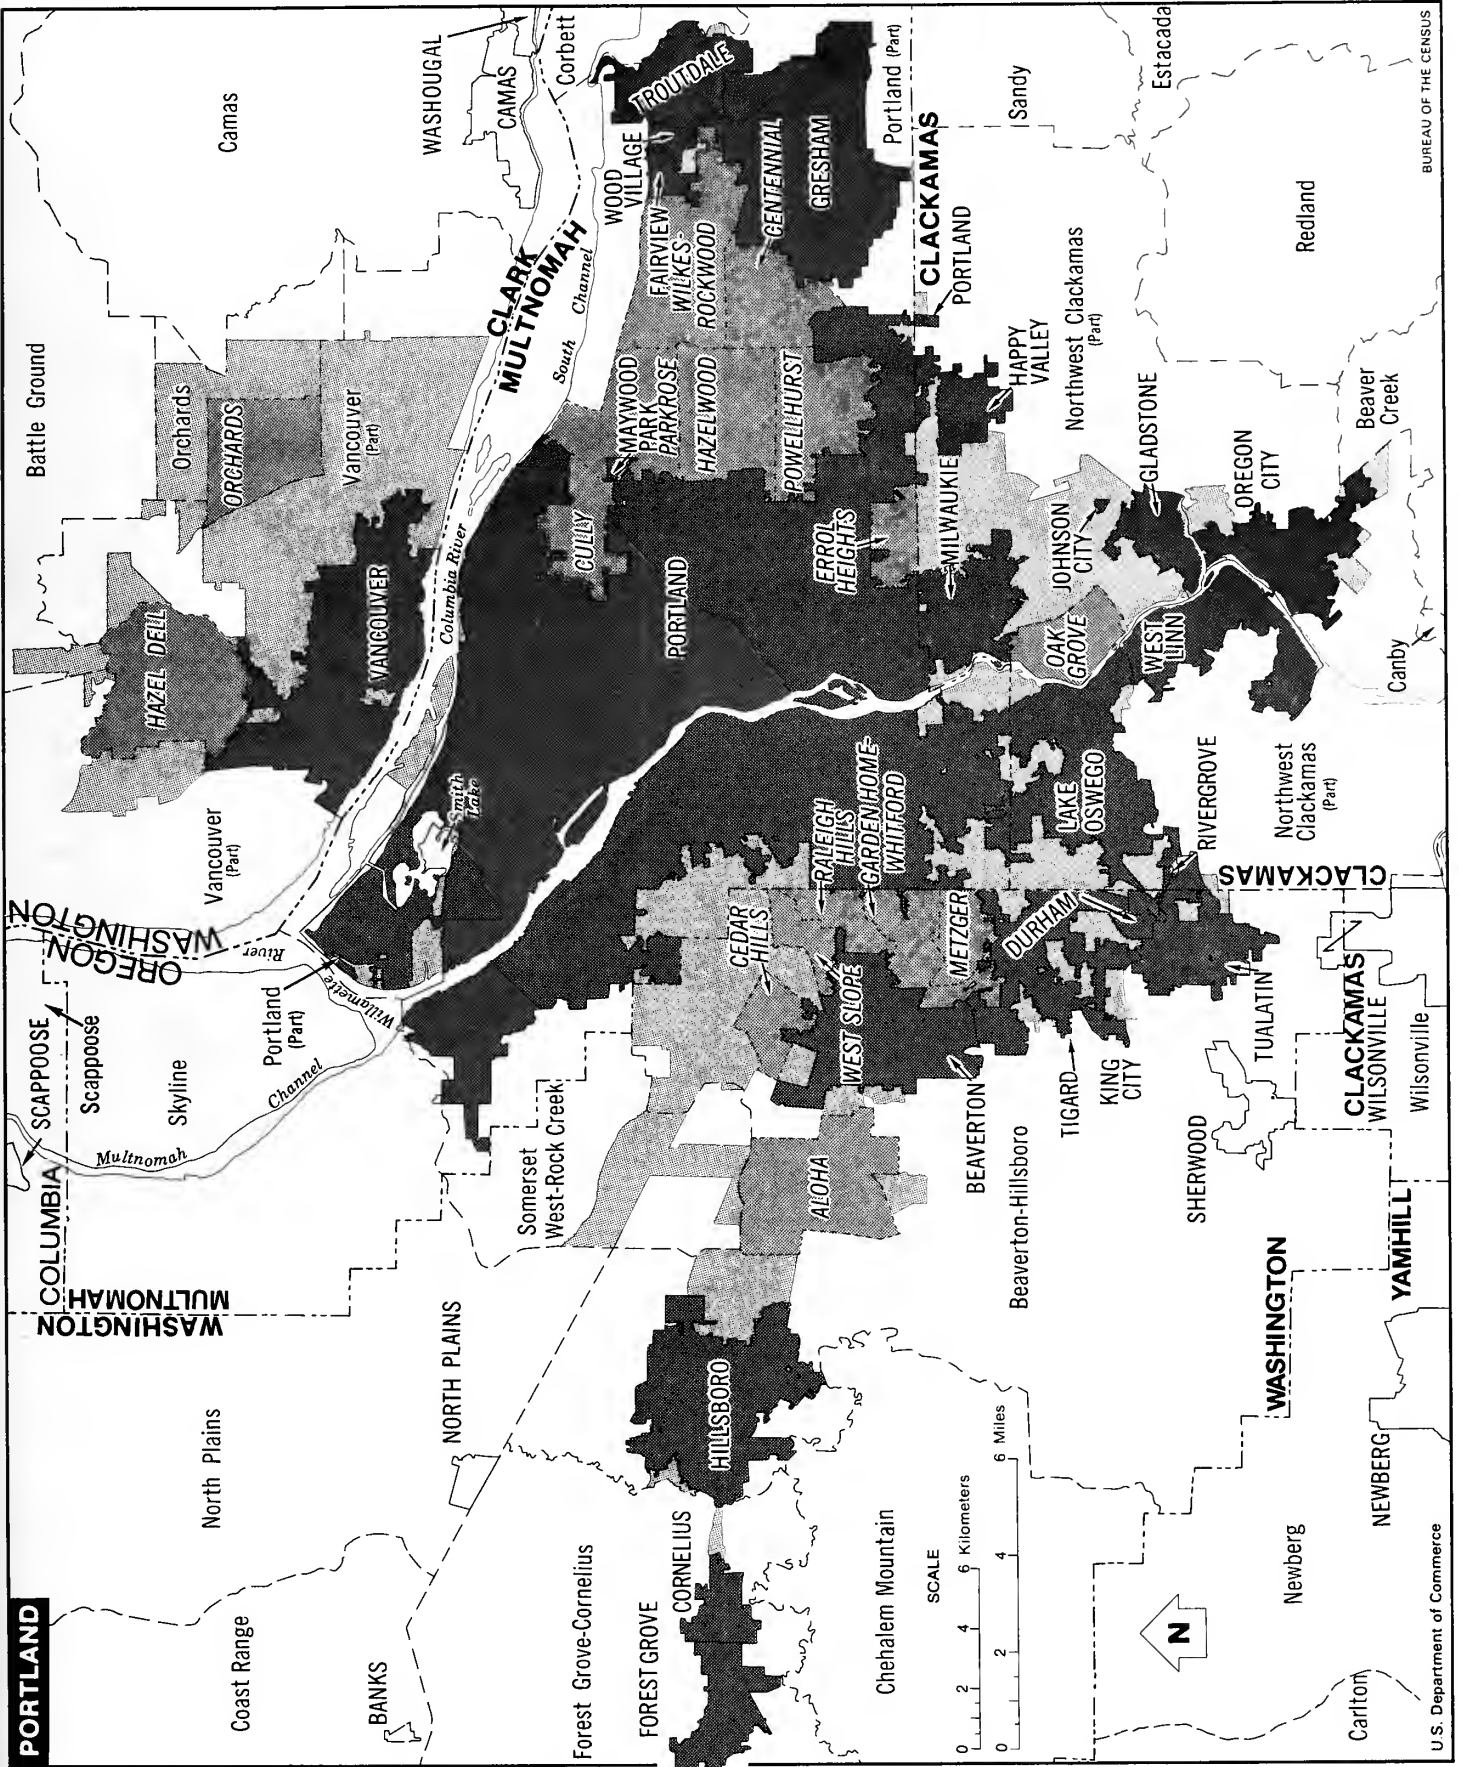 PORTLAND
SCAPPOOSE
COLUMBIA
Scappoose
OREGON
WASHINGTON
WASHINGTON
MULTNOMAH
Skyline
Multnomah
Channel
Portland
(Part)
Willamette
River
Vancouver
(Part)
HAZEL DELL
Battle Ground
Orchards
ORCHARDS
Vancouver
(Part)
VANCOUVER
Camas
WASHOUGAL
CAMAS
Corbett
CLARK
MULTNOMAH
Columbia River
South
Channel
Smith
Lake
North Plains
NORTH PLAINS
Coast Range
BANKS
Somerset
West-Rock Creek
Forest Grove-Cornelius
FOREST GROVE
CORNELIUS
HILLSBORO
ALOHA
CEDAR
HILLS
WEST SLOPE
RALEIGH
HILLS
GARDEN HOME-
WHITFORD
METZGER
PORTLAND
CULLY
MAYWOOD
PARK
PARKROSE
HAZELWOOD
POWELLHURST
WOOD
VILLAGE
FAIRVIEW
WILKES-
ROCKWOOD
TROUTDALE
CENTENNIAL
GRESHAM
Portland (Part)
CLACKAMAS
PORTLAND
Sandy
Estacada
ERROL
HEIGHTS
MILWAUKIE
HAPPY
VALLEY
Northwest Clackamas
(Part)
JOHNSON
CITY
GLADSTONE
OREGON
CITY
Redland
Beaver
Creek
OAK
GROVE
WEST
LINN
LAKE
OSWEGO
RIVERGROVE
Northwest
Clackamas
(Part)
Canby
DURHAM
BEAVERTON
Beaverton-Hillsboro
TIGARD
KING
CITY
TUALATIN
SHERWOOD
CLACKAMAS
CLACKAMAS
WILSONVILLE
Wilsonville
WASHINGTON
YAMHILL
Chehalem Mountain
SCALE
0 2 4 6 Kilometers
0 2 4 6 Miles
N
Newberg
NEWBERG
Carlton
U.S. Department of Commerce
BUREAU OF THE CENSUS